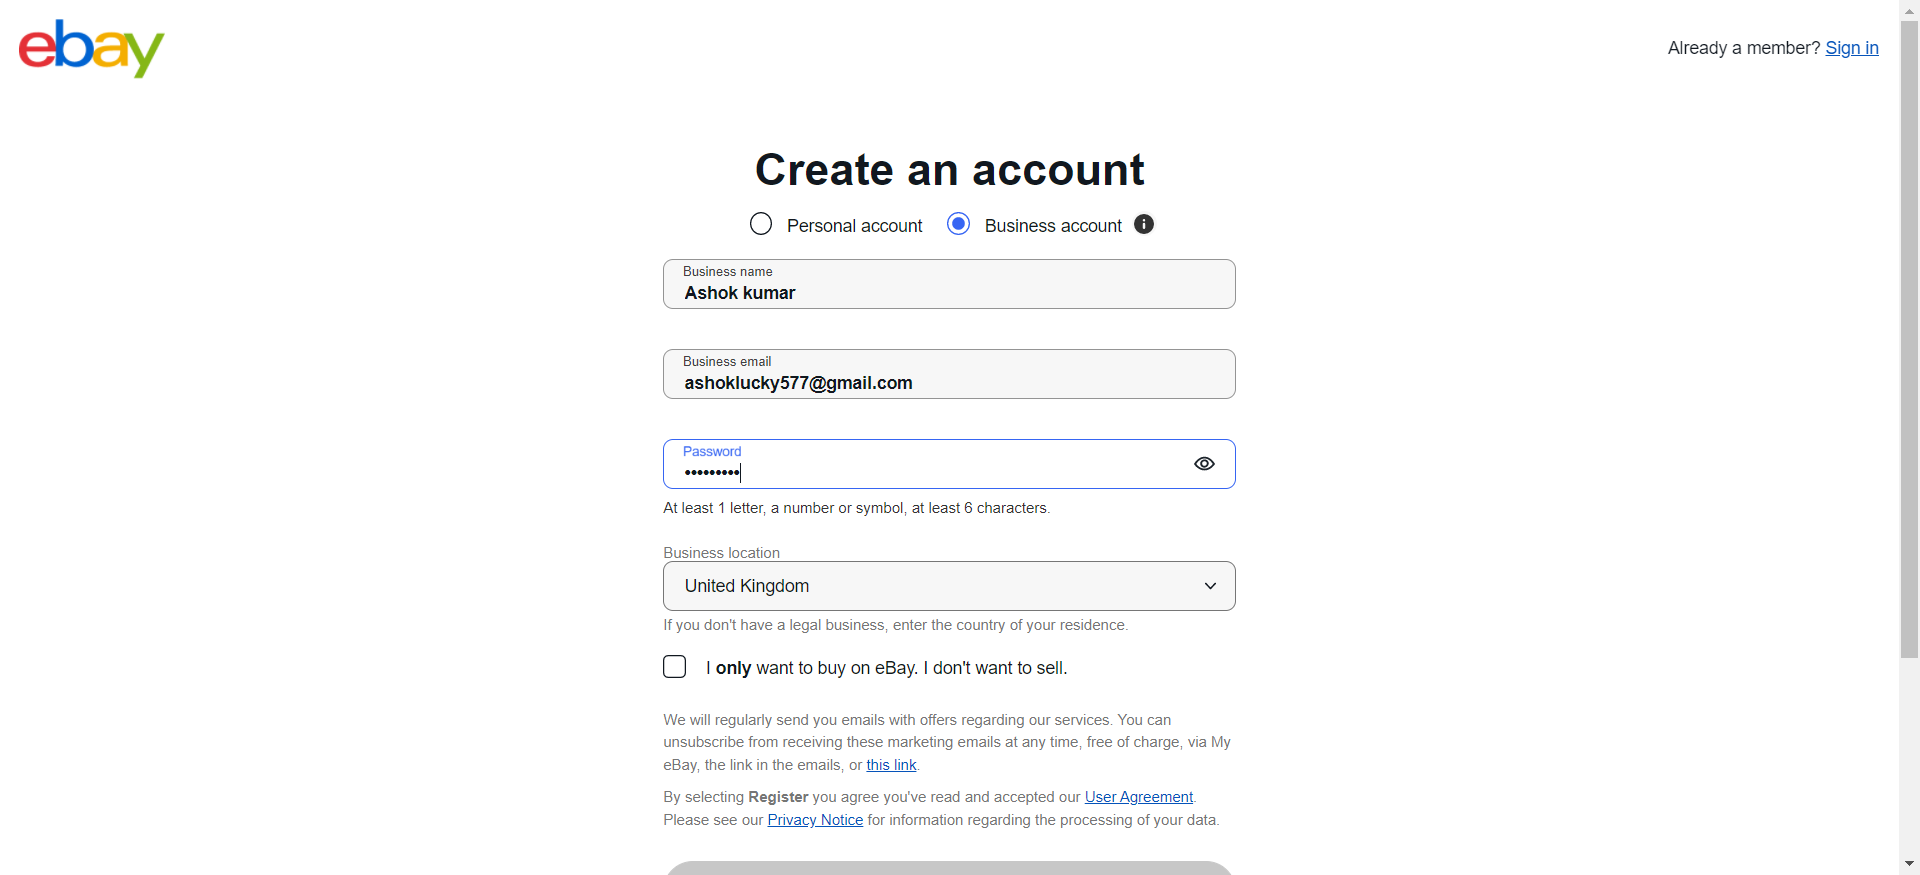 ebay
Already a member? Sign in
Create an account
Personal account
Business account
Business name
Ashok kumar
Business email
ashoklucky577@gmail.com
Password
•••••••••
At least 1 letter, a number or symbol, at least 6 characters.
Business location
United Kingdom
If you don't have a legal business, enter the country of your residence.
I only want to buy on eBay. I don't want to sell.
We will regularly send you emails with offers regarding our services. You can
unsubscribe from receiving these marketing emails at any time, free of charge, via My
eBay, the link in the emails, or this link.
By selecting Register you agree you've read and accepted our User Agreement.
Please see our Privacy Notice for information regarding the processing of your data.